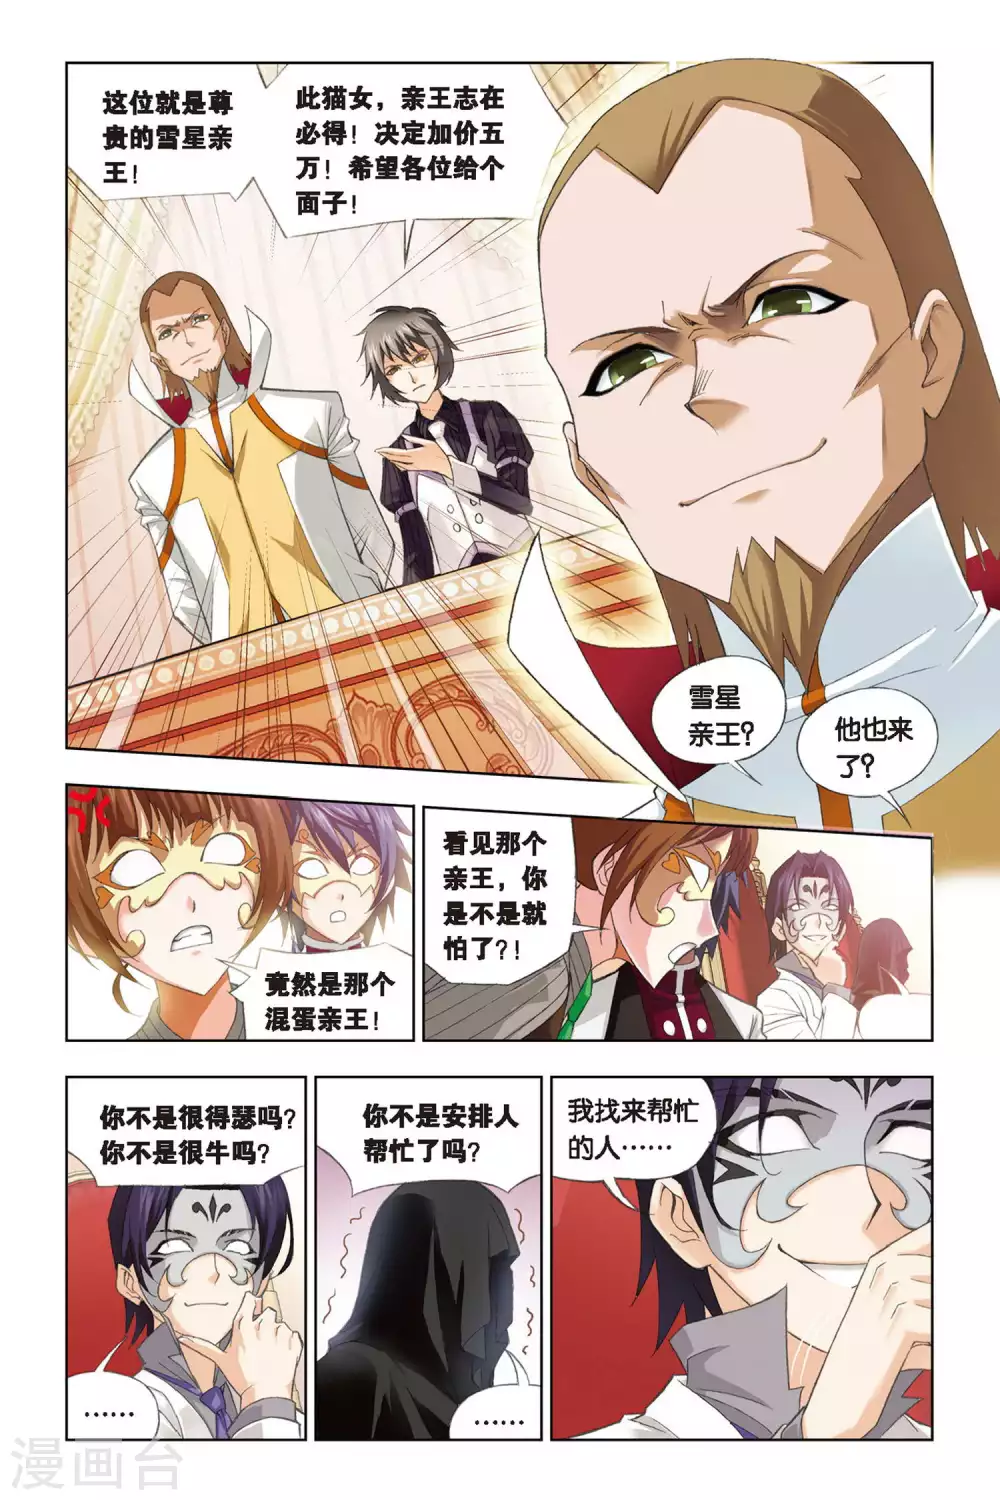 这位就是尊
贵的雪星亲
王！
此猫女，亲王志在
必得！决定加价五
万！希望各位给个
面子！
雪星
亲王？
他也来
了？
竟然是那个
混蛋亲王！
看见那个
亲王，你
是不是就
怕了？！
你不是很得瑟吗？
你不是很牛吗？
……
你不是安排人
帮忙了吗？
……
我找来帮忙
的人……
漫画台